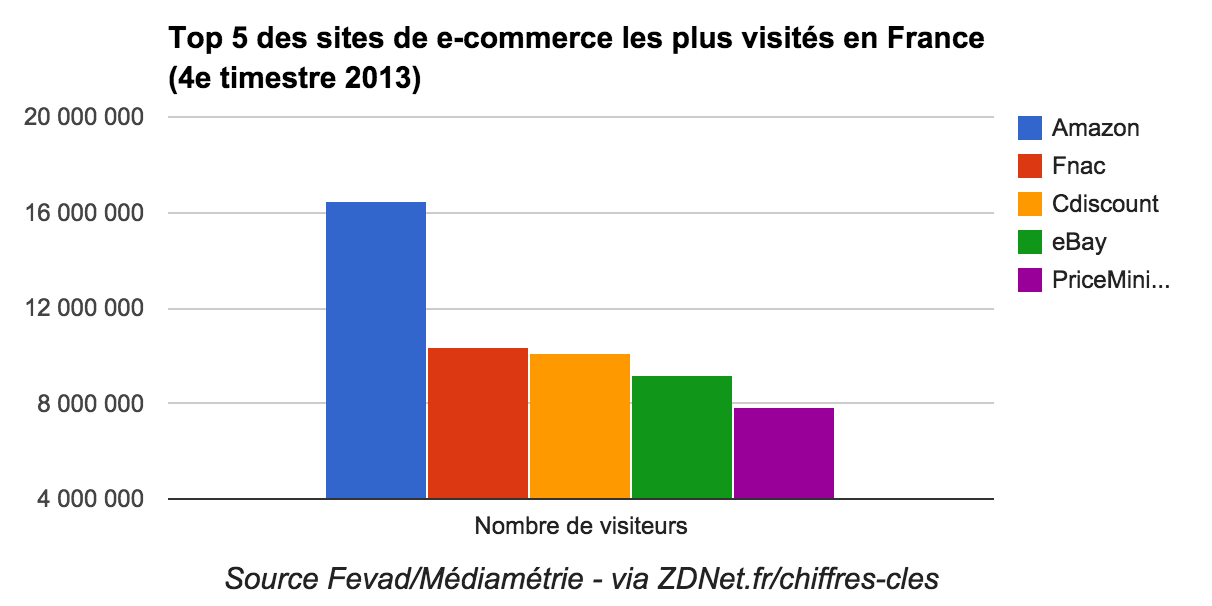 Top 5 des sites de e-commerce les plus visités en France
(4e timestre 2013)
20 000 000
16 000 000
12 000 000
8 000 000
4 000 000
Amazon
Fnac
Cdiscount
eBay
PriceMini...
Nombre de visiteurs
Source Fevad/Médiamétrie - via ZDNet.fr/chiffres-cles